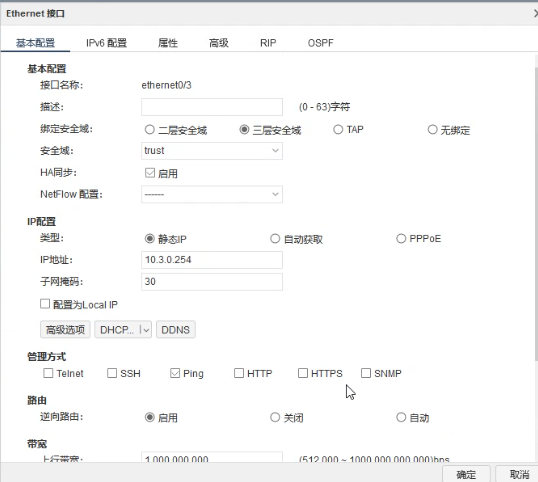 Ethernet 接口
基本配置 IPv6 配置 属性 高级 RIP OSPF
基本配置
接口名称: ethernet0/3
描述: (0 - 63)字符
绑定安全域: 二层安全域 三层安全域 TAP 无绑定
安全域: trust
HA同步: 启用
NetFlow 配置: ------
IP配置
类型: 静态IP 自动获取 PPPoE
IP地址: 10.3.0.254
子网掩码: 30
配置为Local IP
高级选项 DHCP... DDNS
管理方式
Telnet SSH Ping HTTP HTTPS SNMP
路由
逆向路由: 启用 关闭 自动
带宽
上行带宽: 1,000,000,000 (512,000 ~ 1000,000,000,000)bps
确定 取消